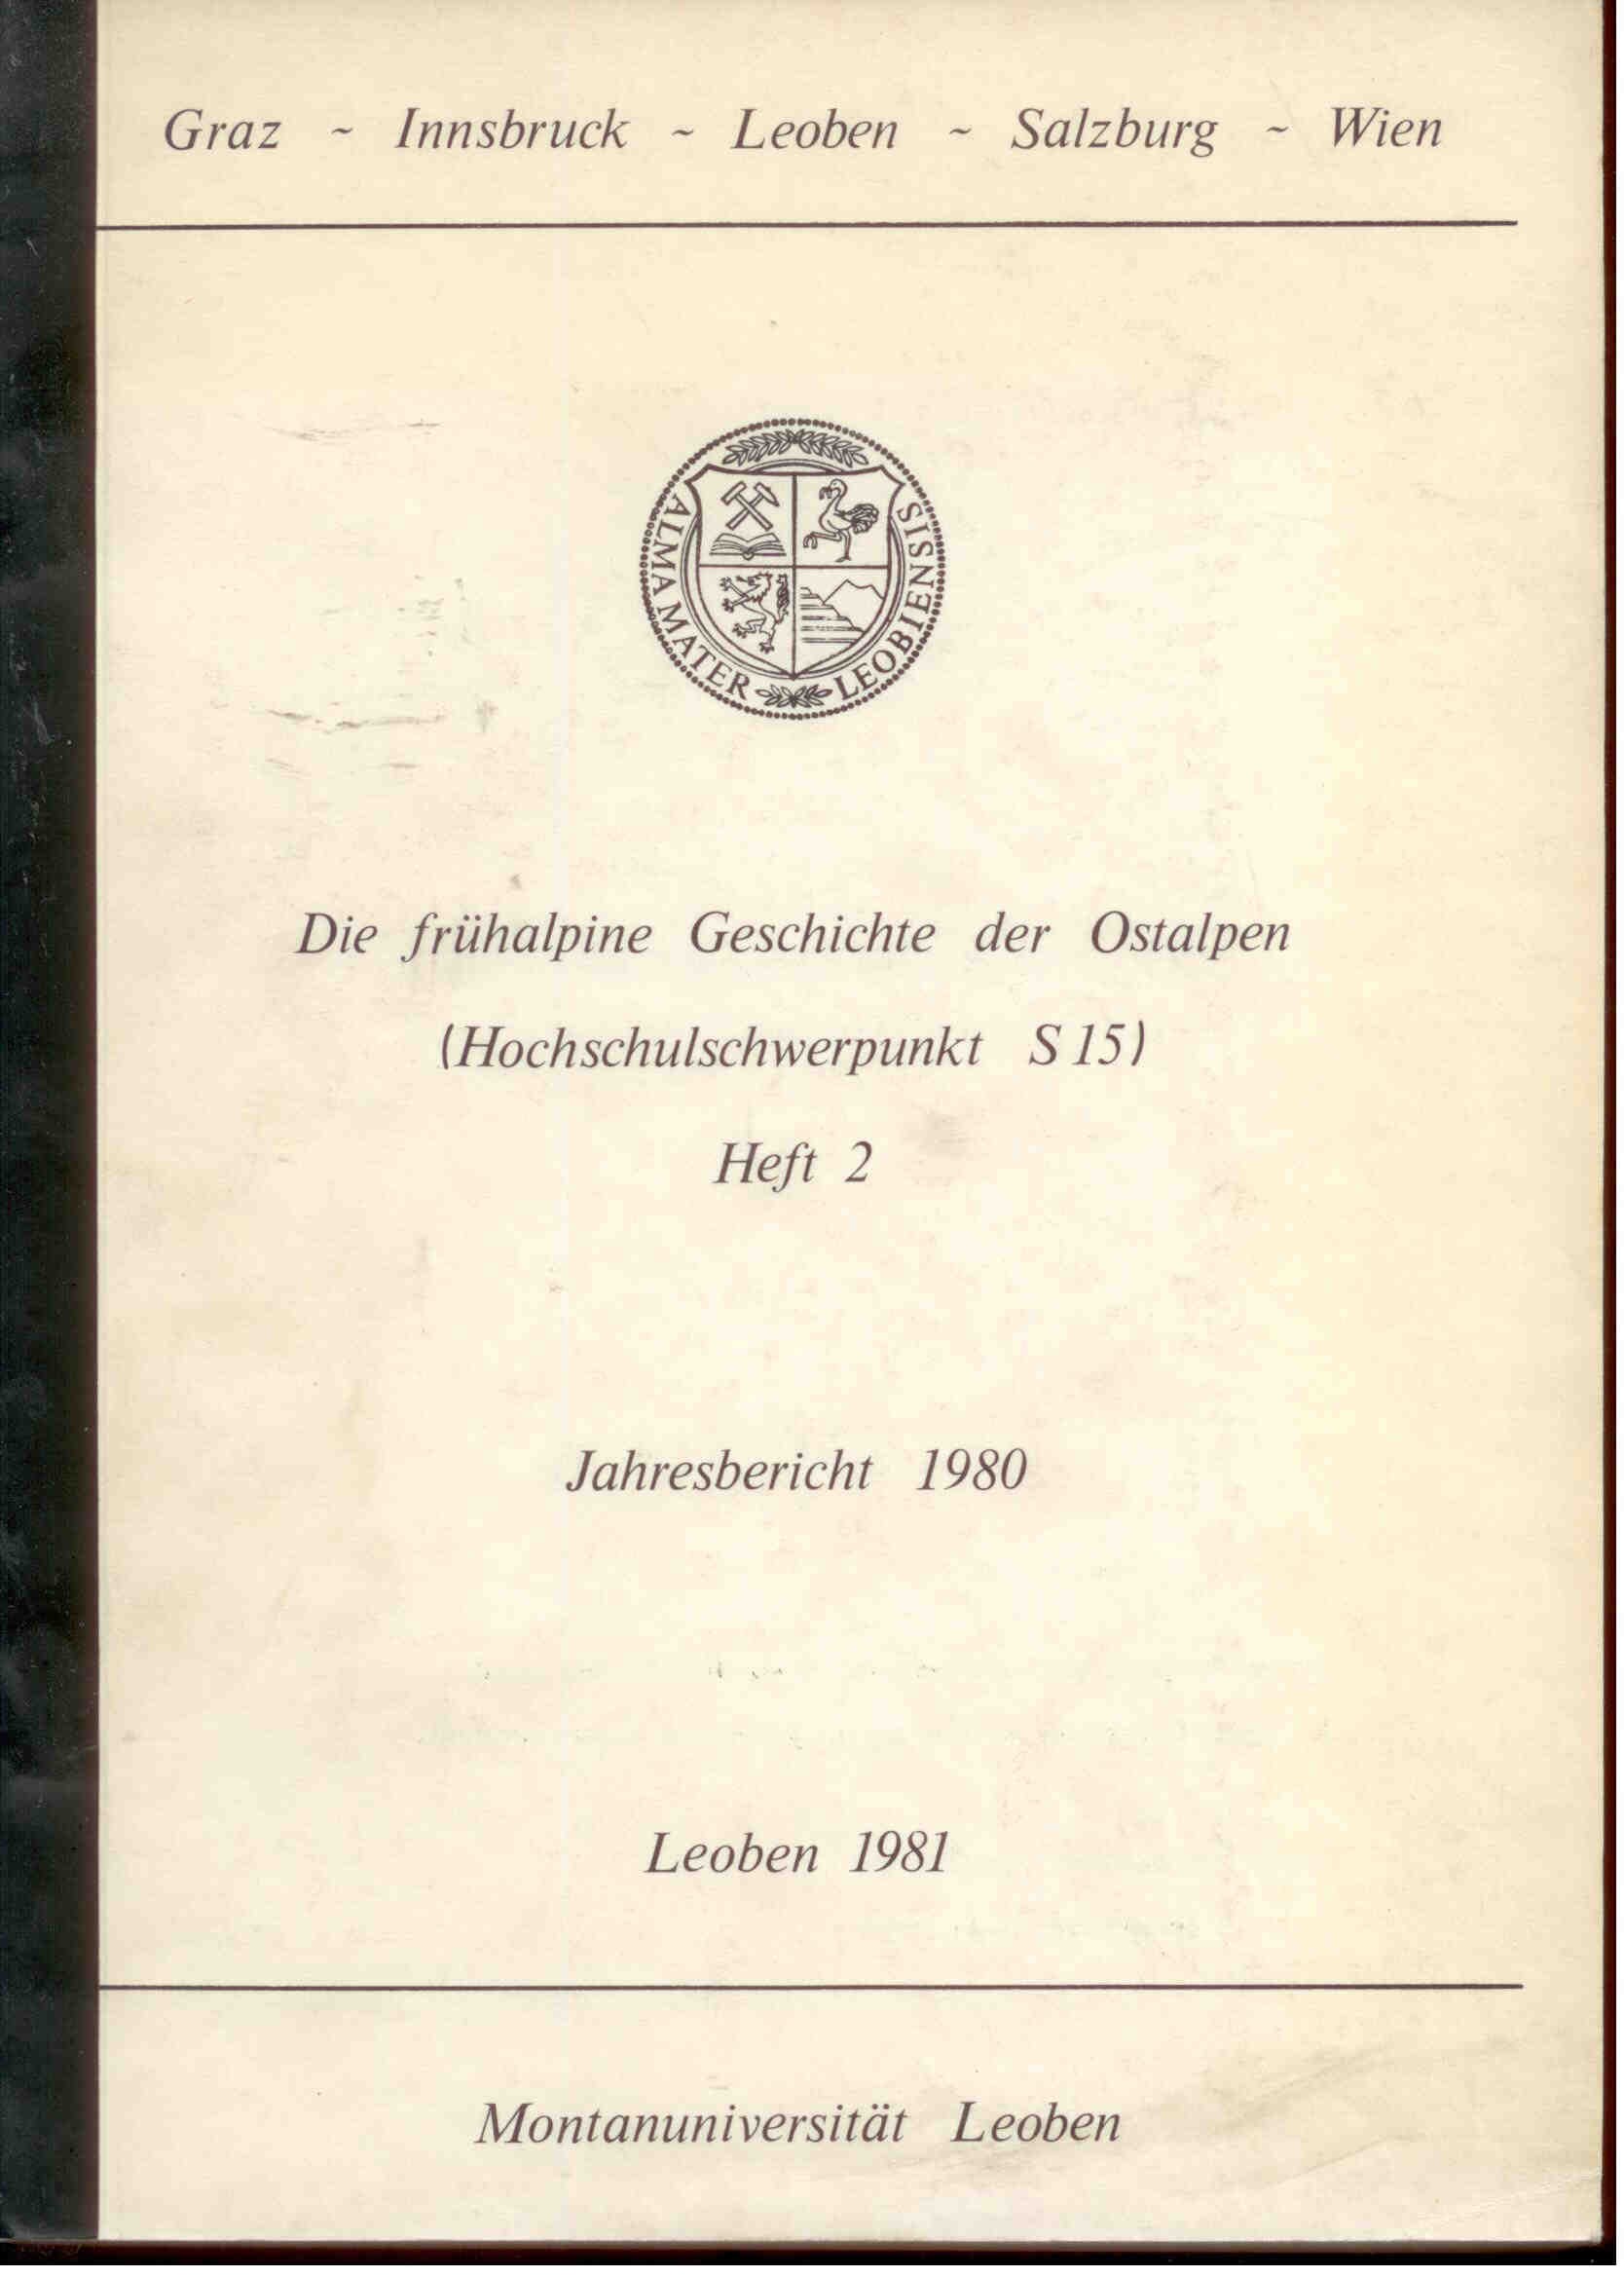 Graz ~ Innsbruck ~ Leoben ~ Salzburg ~ Wien
ALMA MATER LEOBIENSIS
Die frühalpine Geschichte der Ostalpen
(Hochschulschwerpunkt S 15)
Heft 2
Jahresbericht 1980
Leoben 1981
Montanuniversität Leoben